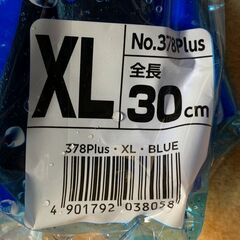 No.378Plus
XL
全長
30cm
378Plus・XL・BLUE
4 901792 038058